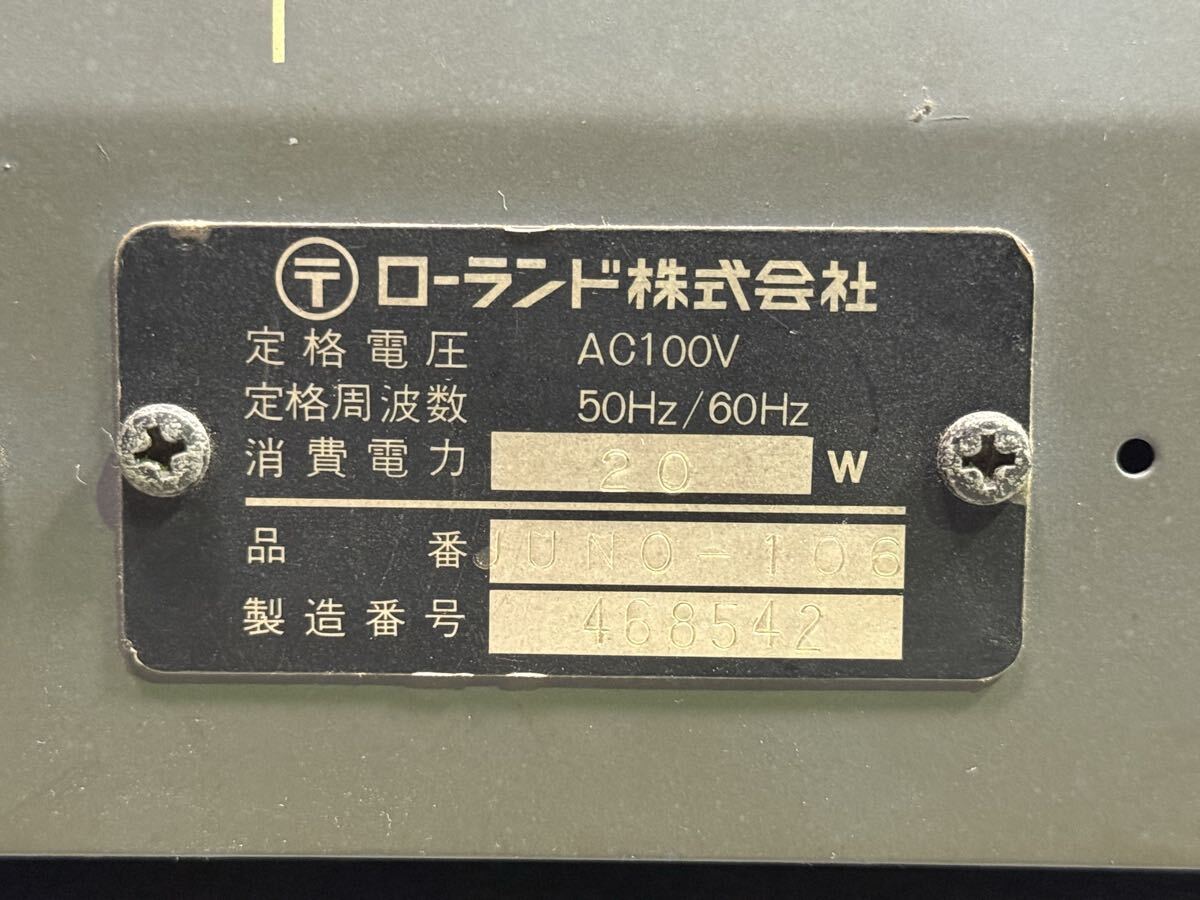 〒 ローランド株式会社
定格電圧 AC100V
定格周波数 50Hz/60Hz
消費電力 20 W
品番 JUNO-106
製造番号 468542